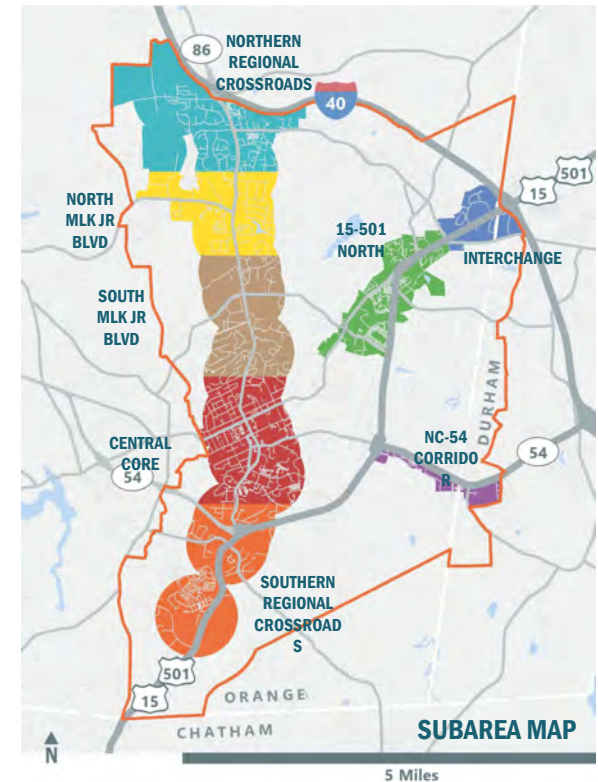 86
NORTHERN
REGIONAL
CROSSROADS
40
501
15
NORTH
MLK JR
BLVD
15-501
NORTH
INTERCHANGE
SOUTH
MLK JR
BLVD
DURHAM
CENTRAL
CORE
54
NC-54
CORRIDO
R
54
SOUTHERN
REGIONAL
CROSSROAD
S
501
15
ORANGE
CHATHAM
SUBAREA MAP
N
5 Miles